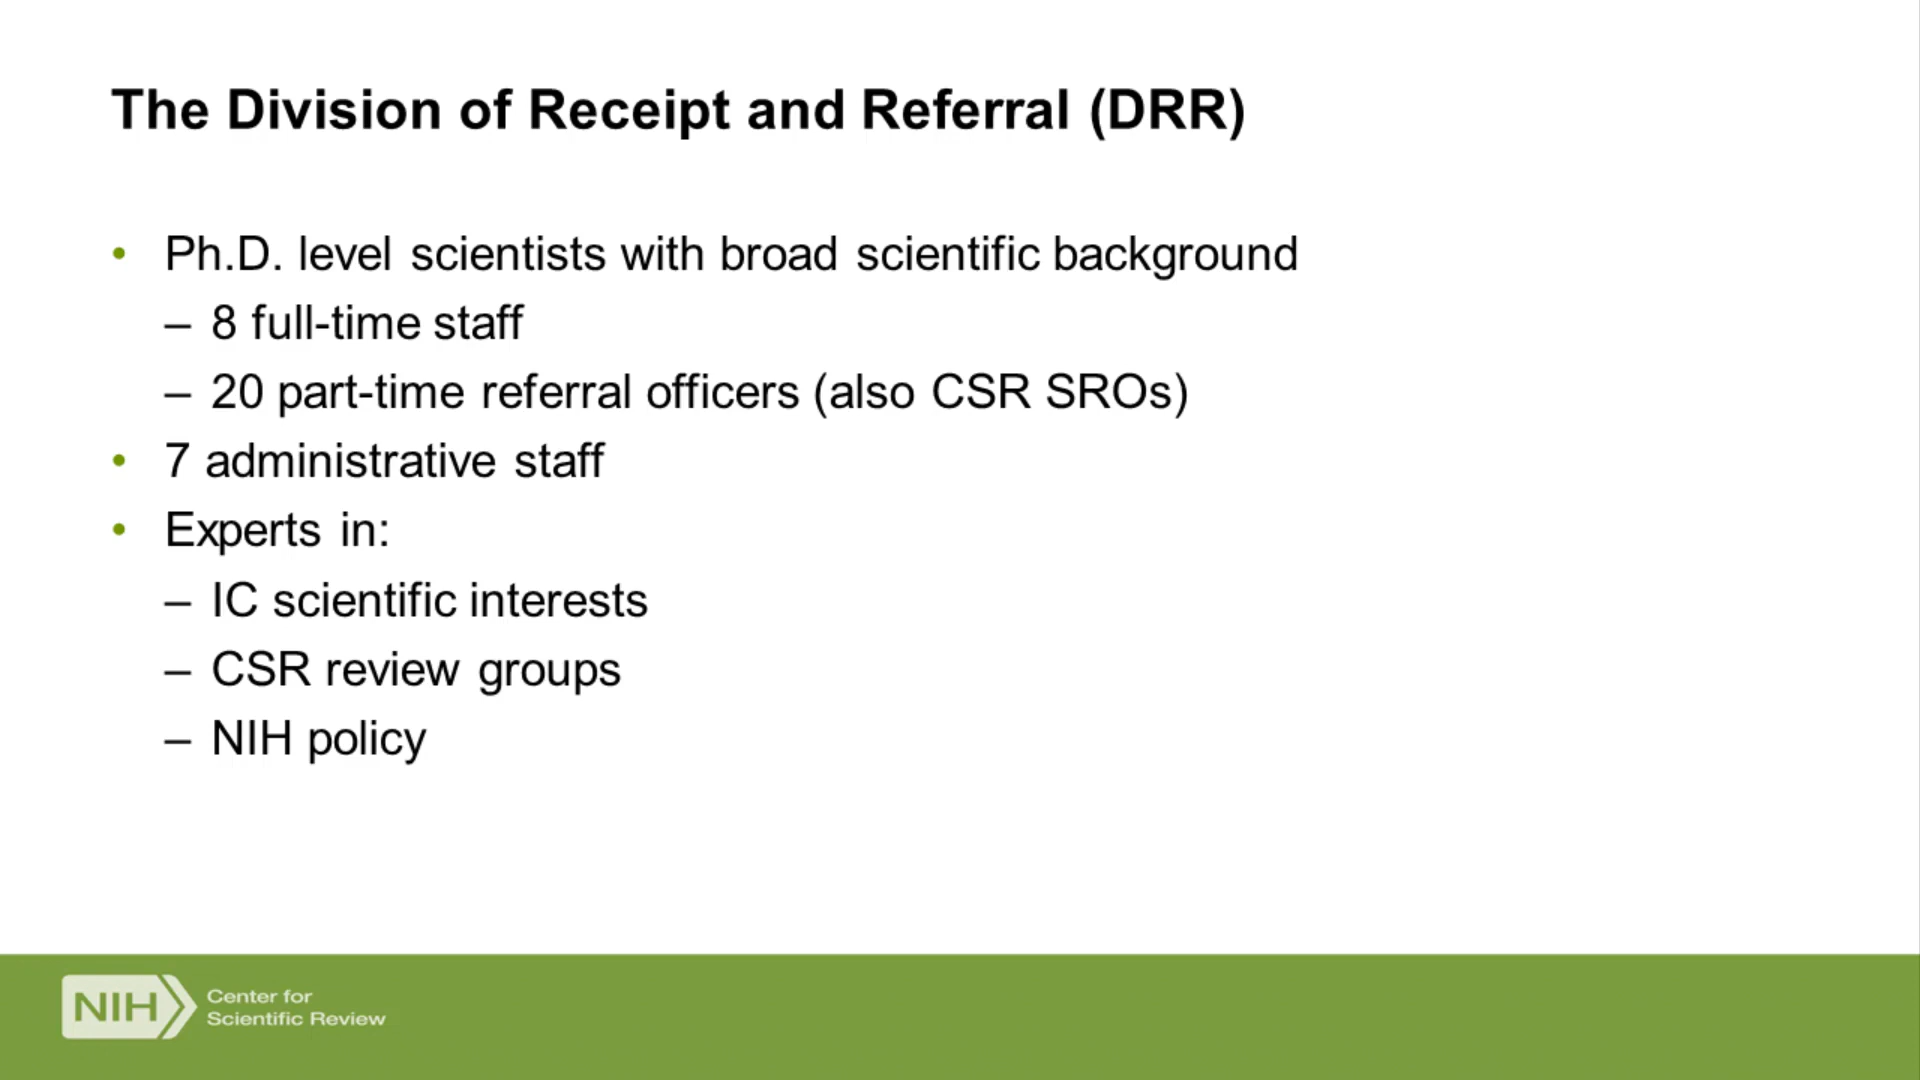 The Division of Receipt and Referral (DRR)
• Ph.D. level scientists with broad scientific background
– 8 full-time staff
– 20 part-time referral officers (also CSR SROs)
• 7 administrative staff
• Experts in:
– IC scientific interests
– CSR review groups
– NIH policy
NIH Center for
Scientific Review